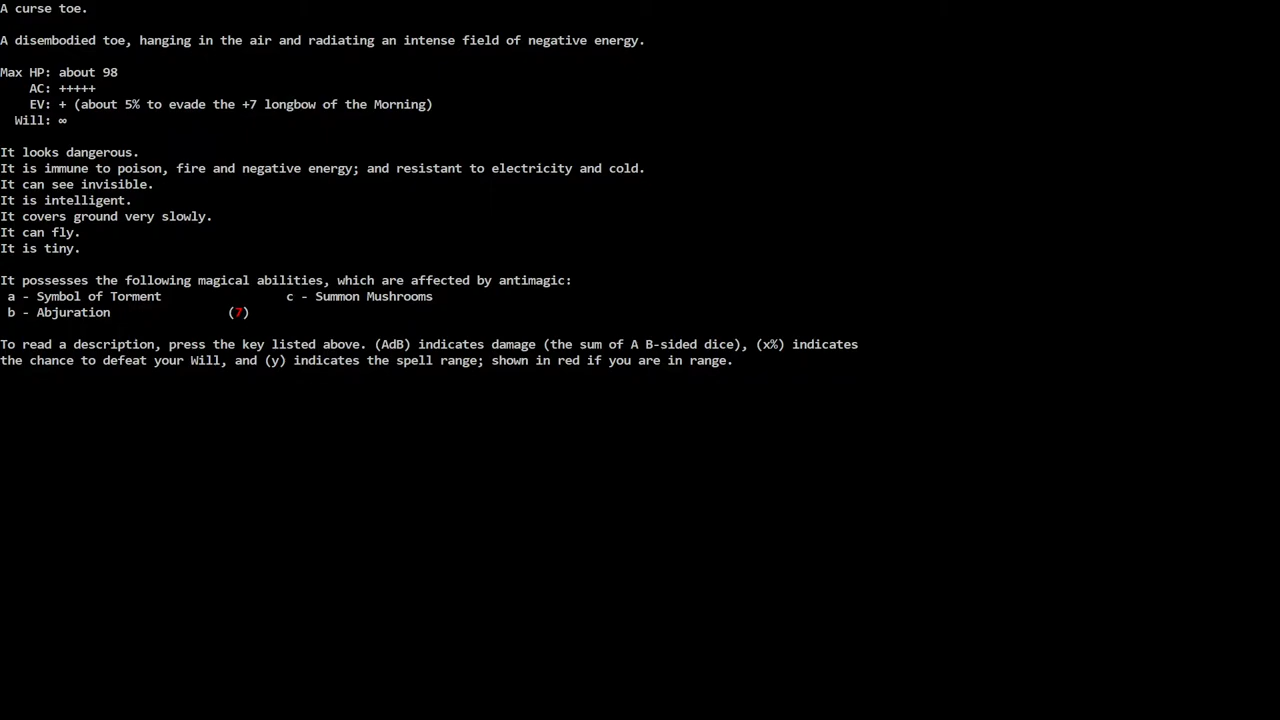 A curse toe.
A disembodied toe, hanging in the air and radiating an intense field of negative energy.
Max HP: about 98
AC: +++++
EV: + (about 5% to evade the +7 longbow of the Morning)
Will: ∞
It looks dangerous.
It is immune to poison, fire and negative energy; and resistant to electricity and cold.
It can see invisible.
It is intelligent.
It covers ground very slowly.
It can fly.
It is tiny.
It possesses the following magical abilities, which are affected by antimagic:
a - Symbol of Torment c - Summon Mushrooms
b - Abjuration (7)
To read a description, press the key listed above. (AdB) indicates damage (the sum of A B-sided dice), (x%) indicates
the chance to defeat your Will, and (y) indicates the spell range; shown in red if you are in range.